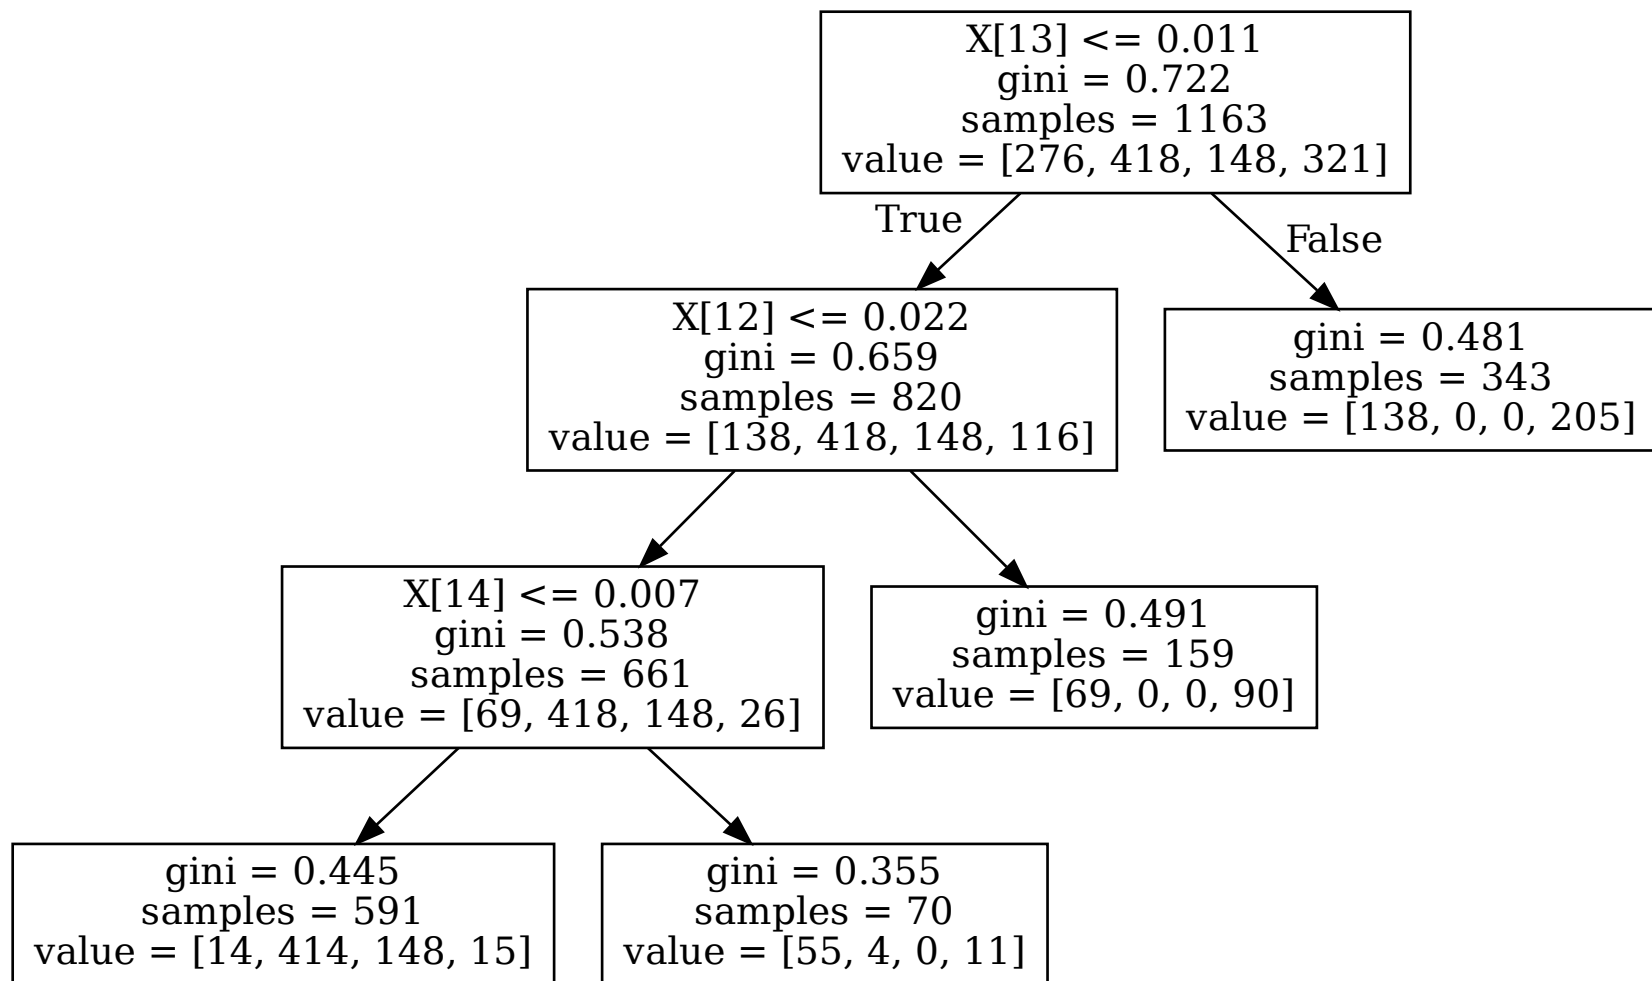 X[13] <= 0.011
gini = 0.722
samples = 1163
value = [276, 418, 148, 321]
True
False
X[12] <= 0.022
gini = 0.659
samples = 820
value = [138, 418, 148, 116]
gini = 0.481
samples = 343
value = [138, 0, 0, 205]
X[14] <= 0.007
gini = 0.538
samples = 661
value = [69, 418, 148, 26]
gini = 0.491
samples = 159
value = [69, 0, 0, 90]
gini = 0.445
samples = 591
value = [14, 414, 148, 15]
gini = 0.355
samples = 70
value = [55, 4, 0, 11]